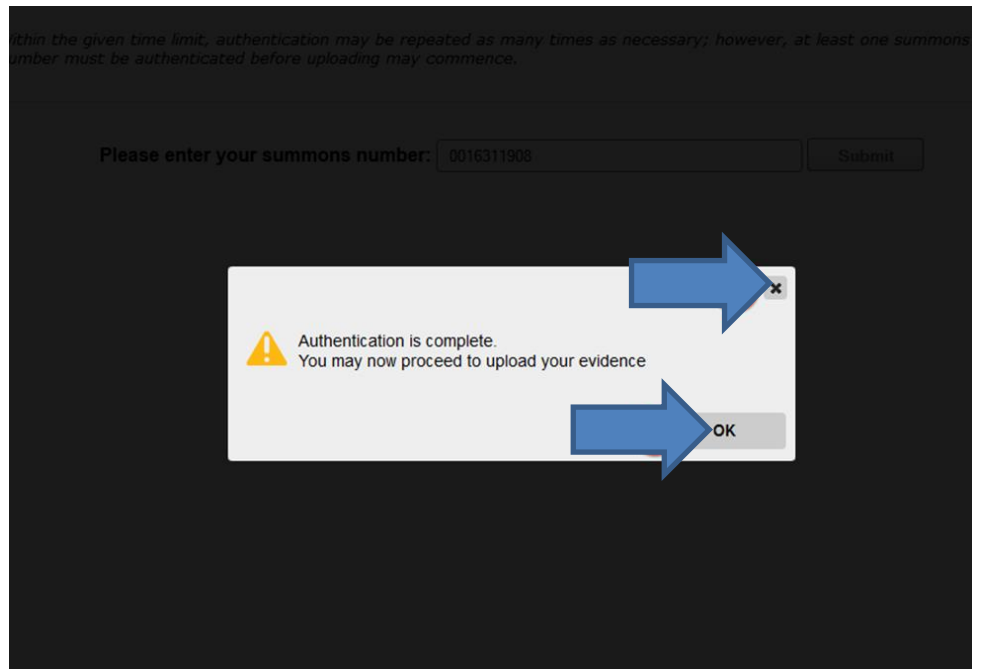 ithin the given time limit, authentication may be repeated as many times as necessary; however, at least one summons
umber must be authenticated before uploading may commence.
Please enter your summons number: 0016311908 Submit
Authentication is complete.
You may now proceed to upload your evidence
OK